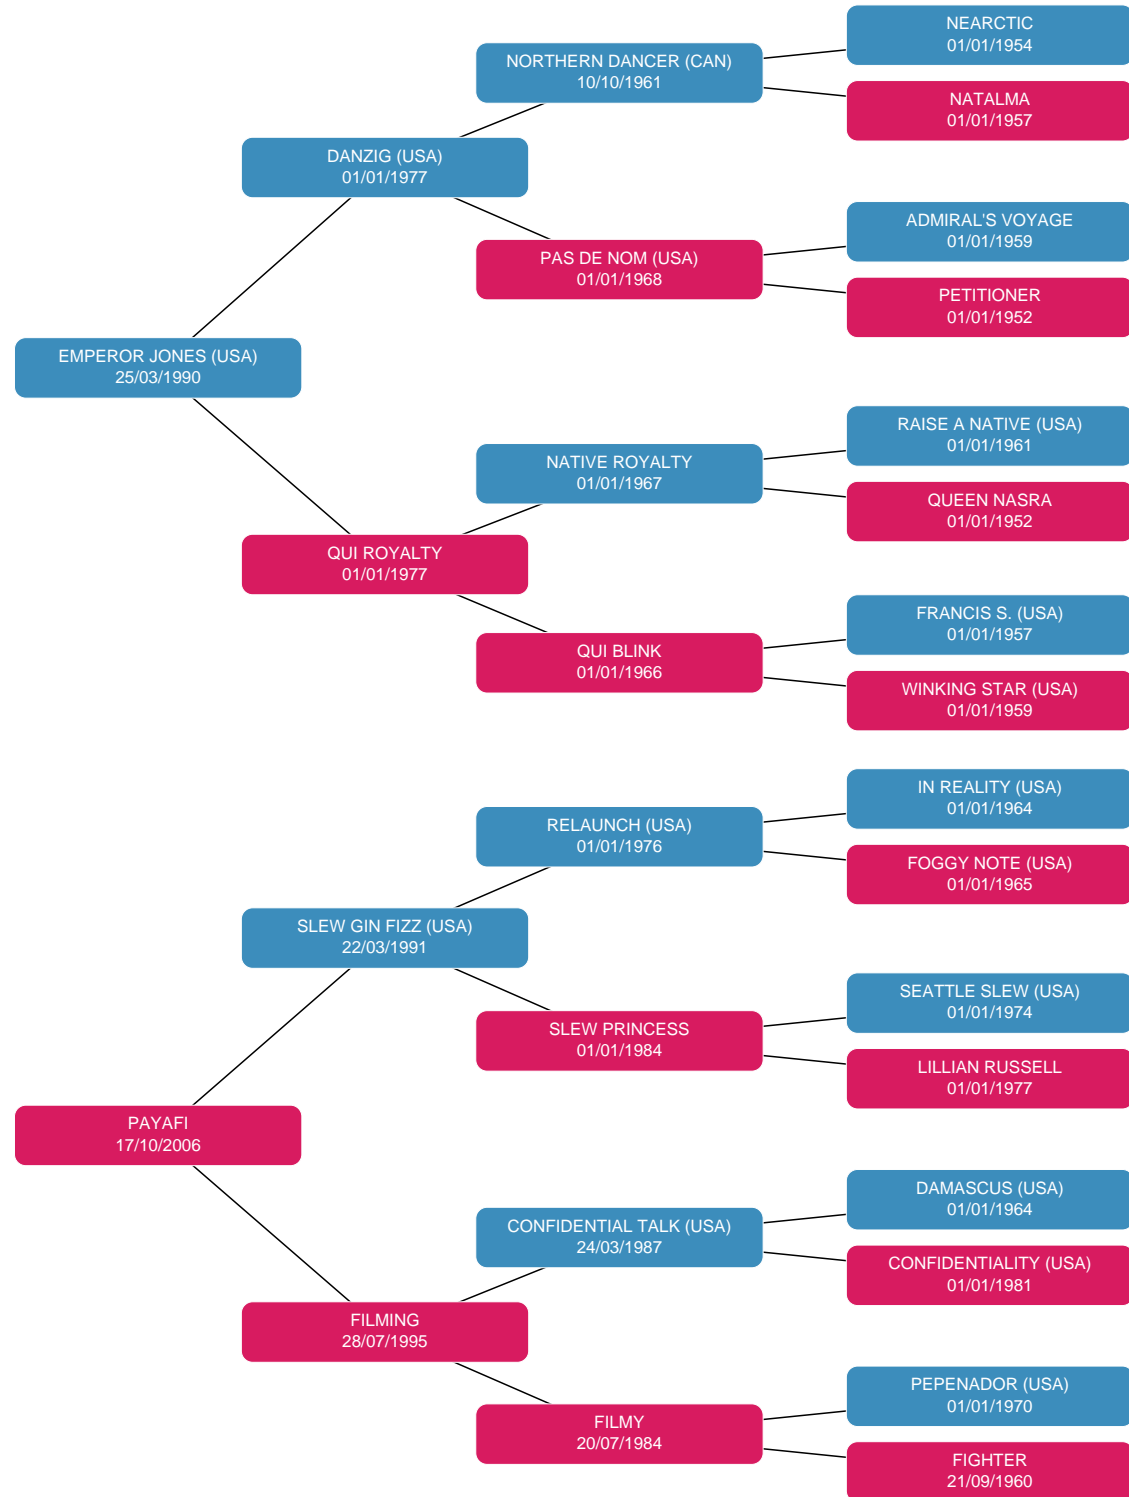 NEARCTIC
01/01/1954
NORTHERN DANCER (CAN)
10/10/1961
NATALMA
01/01/1957
DANZIG (USA)
01/01/1977
ADMIRAL'S VOYAGE
01/01/1959
PAS DE NOM (USA)
01/01/1968
PETITIONER
01/01/1952
EMPEROR JONES (USA)
25/03/1990
RAISE A NATIVE (USA)
01/01/1961
NATIVE ROYALTY
01/01/1967
QUEEN NASRA
01/01/1952
QUI ROYALTY
01/01/1977
FRANCIS S. (USA)
01/01/1957
QUI BLINK
01/01/1966
WINKING STAR (USA)
01/01/1959
IN REALITY (USA)
01/01/1964
RELAUNCH (USA)
01/01/1976
FOGGY NOTE (USA)
01/01/1965
SLEW GIN FIZZ (USA)
22/03/1991
SEATTLE SLEW (USA)
01/01/1974
SLEW PRINCESS
01/01/1984
LILLIAN RUSSELL
01/01/1977
PAYAFI
17/10/2006
DAMASCUS (USA)
01/01/1964
CONFIDENTIAL TALK (USA)
24/03/1987
CONFIDENTIALITY (USA)
01/01/1981
FILMING
28/07/1995
PEPENADOR (USA)
01/01/1970
FILMY
20/07/1984
FIGHTER
21/09/1960